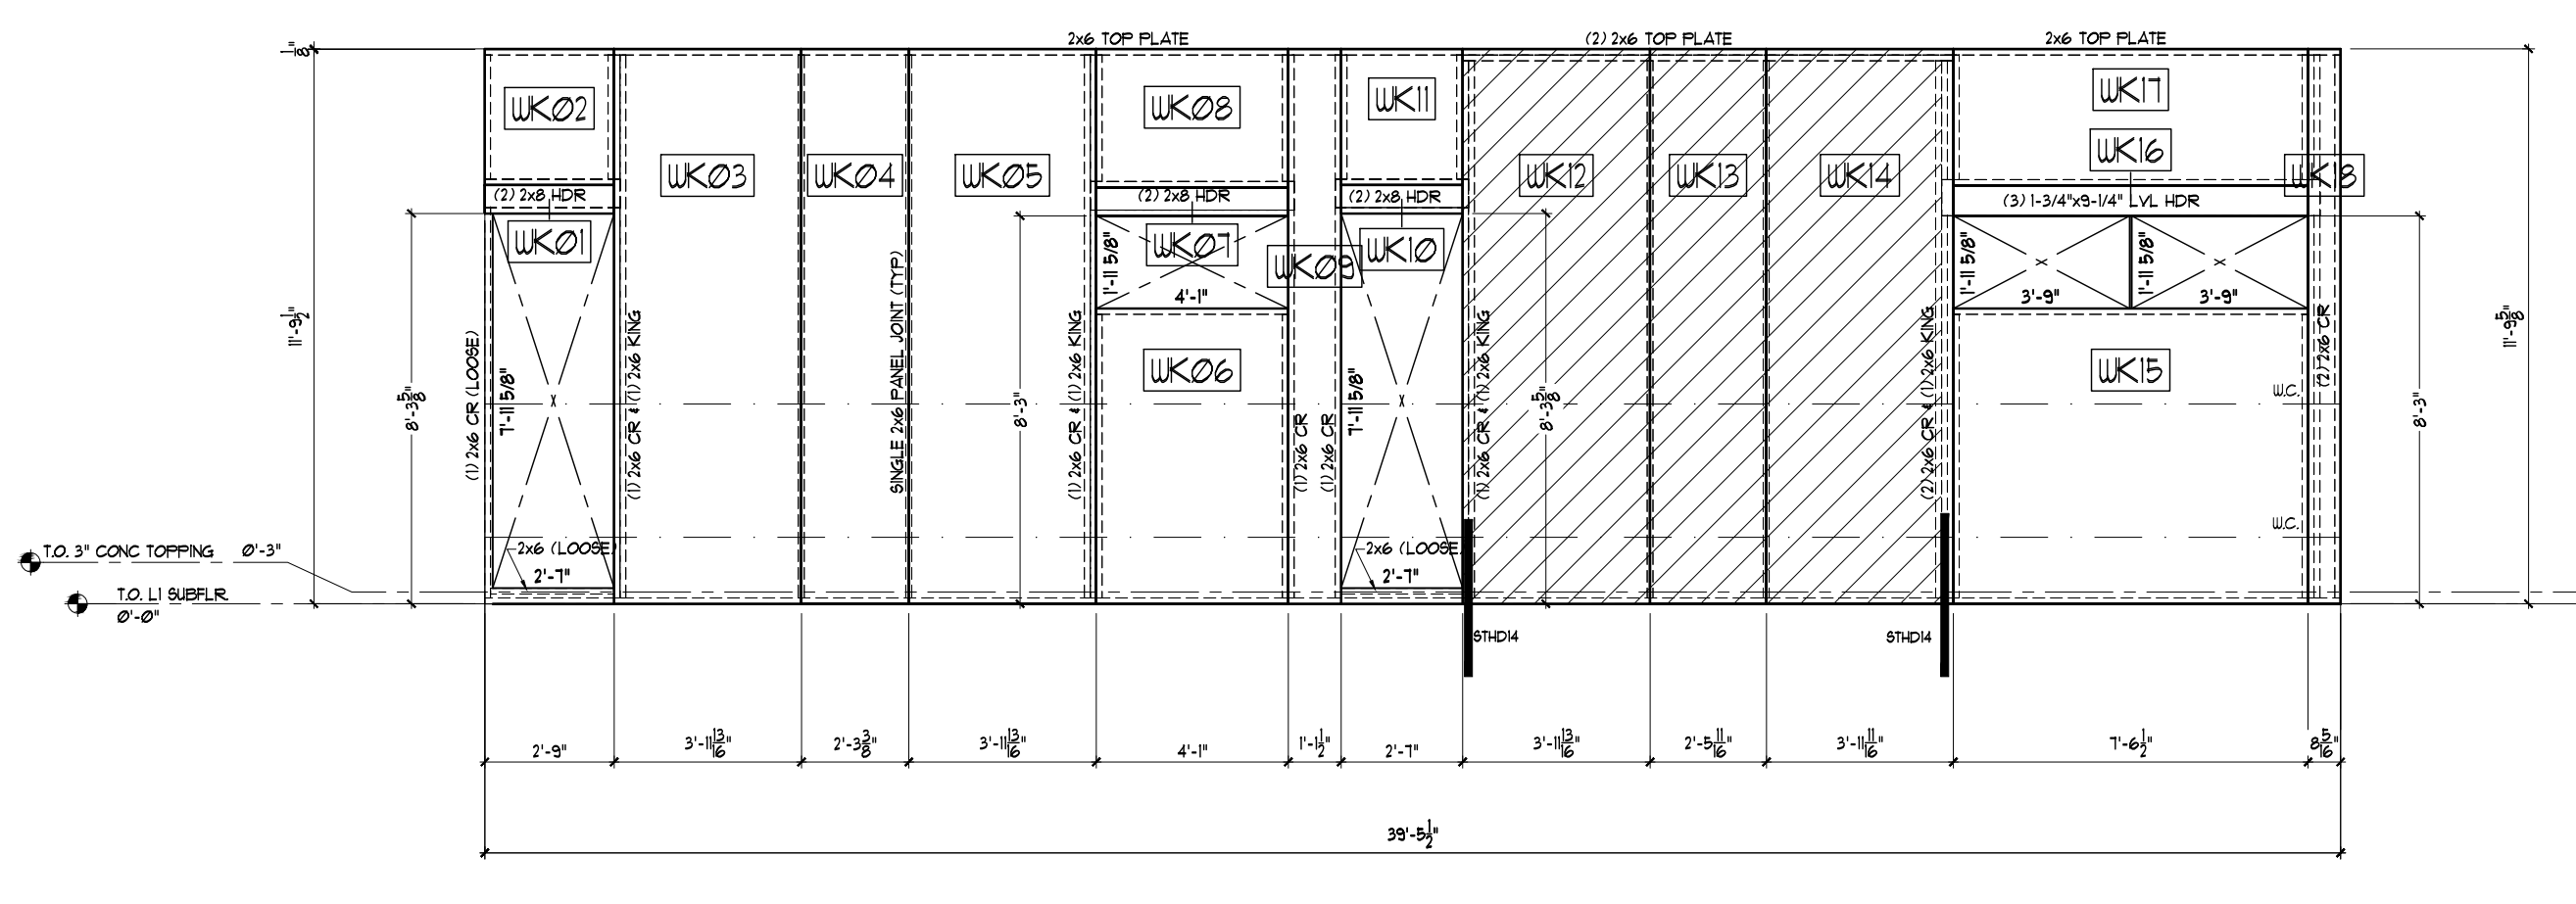 2x6 TOP PLATE
(2) 2x6 TOP PLATE
2x6 TOP PLATE
1/8"
WK02
WK08
WK11
WK17
WK16
WK03
WK04
WK05
WK12
WK13
WK14
WK18
(2) 2x8 HDR
(2) 2x8 HDR
(2) 2x8 HDR
(3) 1-3/4"x9-1/4" LVL HDR
WK01
WK07
WK09
WK10
1'-11 5/8"
4'-1"
1'-11 5/8"
3'-9"
1'-11 5/8"
3'-9"
11'-9 1/2"
8'-3 5/8"
(1) 2x6 CR (LOOSE)
7'-11 5/8"
(1) 2x6 CR & (1) 2x6 KING
SINGLE 2x6 PANEL JOINT (TYP)
8'-3"
(1) 2x6 CR & (1) 2x6 KING
WK06
(1) 2x6 CR
(1) 2x6 CR
7'-11 5/8"
(1) 2x6 CR & (1) 2x6 KING
8'-3 5/8"
(2) 2x6 CR & (1) 2x6 KING
WK15
W.C.
W.C.
(2) 2x6 CR
8'-3"
11'-9 5/8"
T.O. 3" CONC TOPPING 0'-3"
T.O. L1 SUBFLR.
0'-0"
2x6 (LOOSE)
2'-7"
2x6 (LOOSE)
2'-7"
STHD14
STHD14
2'-9"
3'-11 13/16"
2'-3 3/8"
3'-11 13/16"
4'-1"
1'-1 1/2"
2'-7"
3'-11 13/16"
2'-5 11/16"
3'-11 11/16"
7'-6 1/2"
8 5/16"
39'-5 1/2"